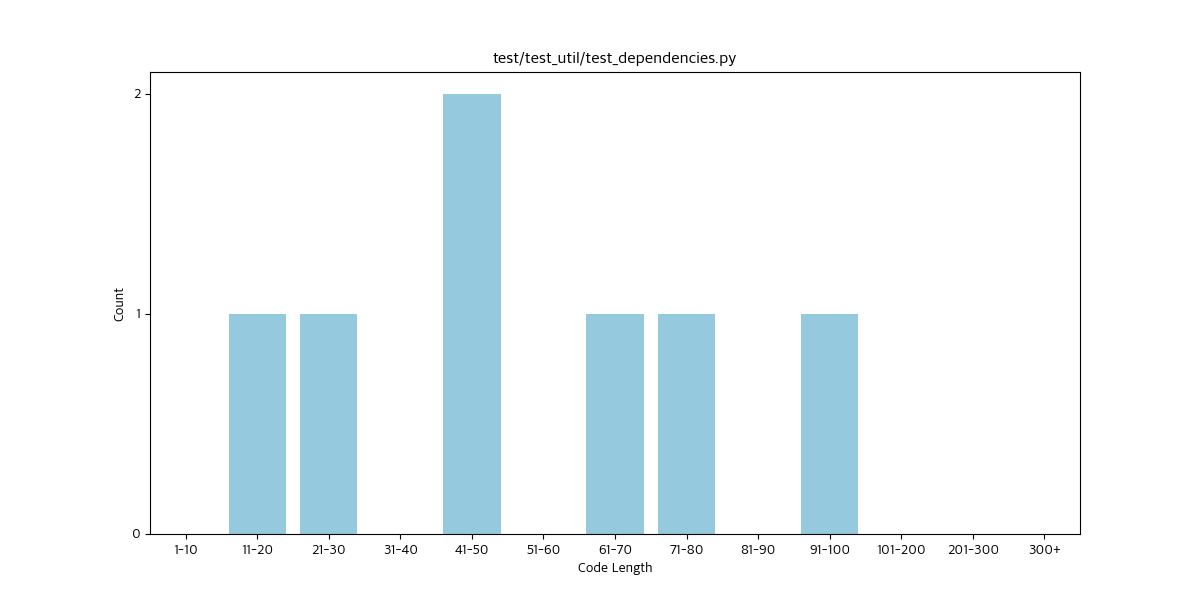 test/test_util/test_dependencies.py
Count
2
1
0
1-10 11-20 21-30 31-40 41-50 51-60 61-70 71-80 81-90 91-100 101-200 201-300 300+
Code Length